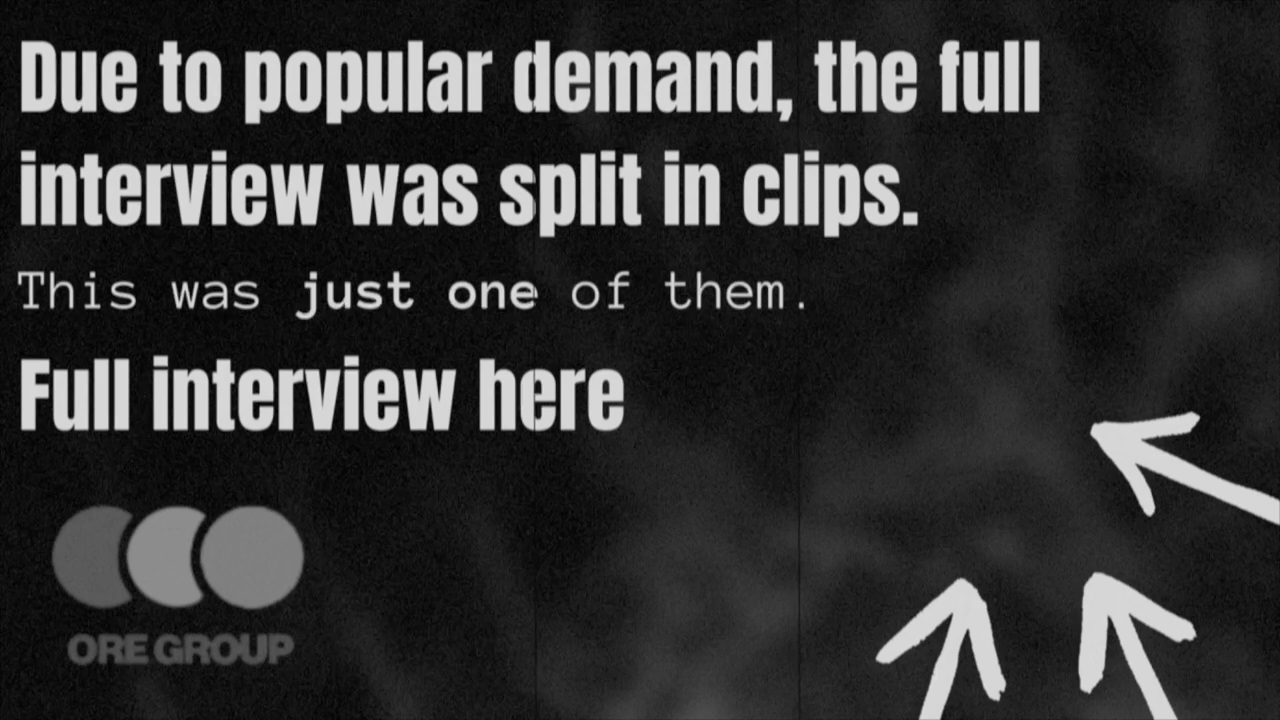 Due to popular demand, the full
interview was split in clips.
This was just one of them.
Full interview here
ORE GROUP